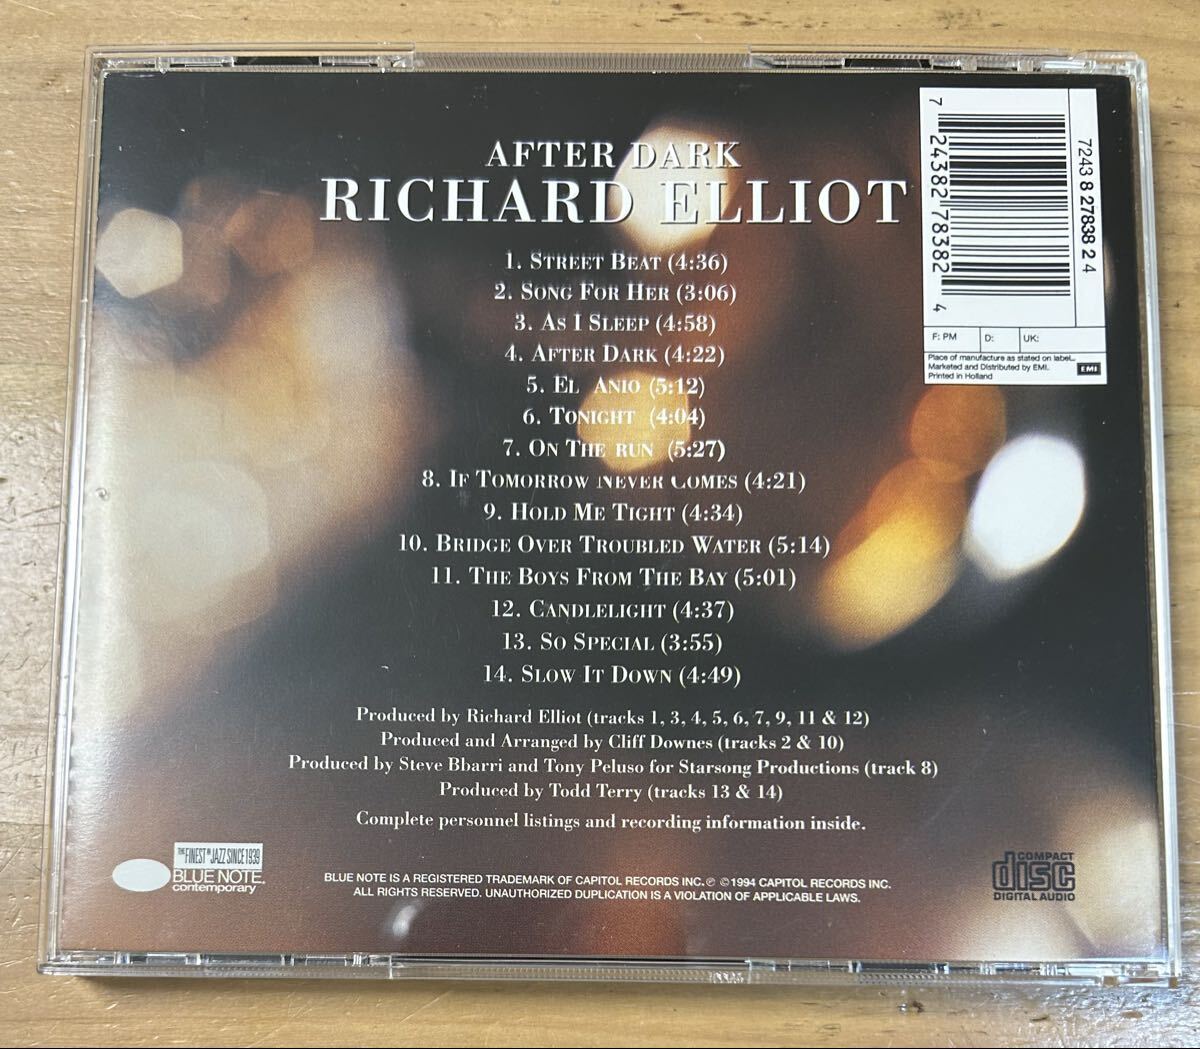 AFTER DARK
RICHARD ELLIOT
1. STREET BEAT (4:36)
2. SONG FOR HER (3:06)
3. AS I SLEEP (4:58)
4. AFTER DARK (4:22)
5. EL ANIO (5:12)
6. TONIGHT (4:04)
7. ON THE RUN (5:27)
8. IF TOMORROW NEVER COMES (4:21)
9. HOLD ME TIGHT (4:34)
10. BRIDGE OVER TROUBLED WATER (5:14)
11. THE BOYS FROM THE BAY (5:01)
12. CANDLELIGHT (4:37)
13. SO SPECIAL (3:55)
14. SLOW IT DOWN (4:49)
Produced by Richard Elliot (tracks 1, 3, 4, 5, 6, 7, 9, 11 & 12)
Produced and Arranged by Cliff Downes (tracks 2 & 10)
Produced by Steve Bbarri and Tony Peluso for Starsong Productions (track 8)
Produced by Todd Terry (tracks 13 & 14)
Complete personnel listings and recording information inside.
THE FINEST IN JAZZ SINCE 1939
BLUE NOTE.
contemporary
BLUE NOTE IS A REGISTERED TRADEMARK OF CAPITOL RECORDS INC. ℗ ©1994 CAPITOL RECORDS INC.
ALL RIGHTS RESERVED. UNAUTHORIZED DUPLICATION IS A VIOLATION OF APPLICABLE LAWS.
COMPACT
disc
DIGITAL AUDIO
7 24382 78382 4
7243 8 27838 2 4
F: PM D: UK:
Place of manufacture as stated on label.
Marketed and Distributed by EMI.
Printed in Holland
EMI